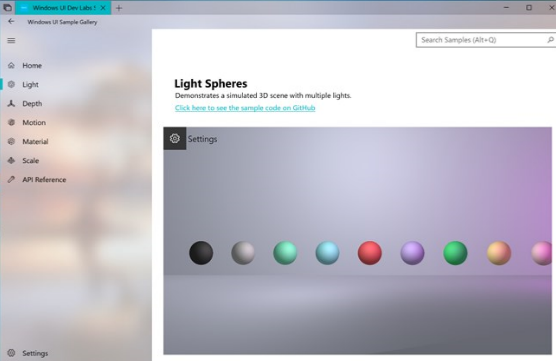 Windows UI Dev Labs S
Windows UI Sample Gallery
Search Samples (Alt+Q)
Home
Light
Depth
Motion
Material
Scale
API Reference
Settings
Light Spheres
Demonstrates a simulated 3D scene with multiple lights.
Click here to see the sample code on GitHub
Settings